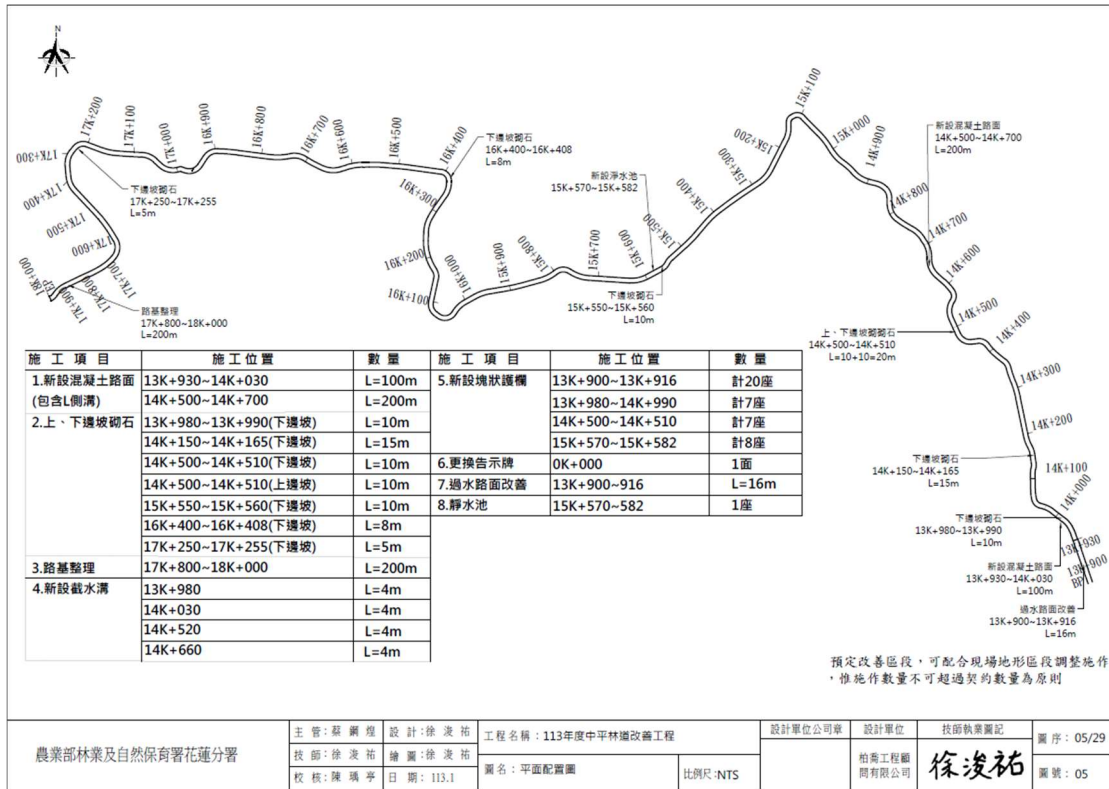 N
17K+300
17K+200
17K+100
17K+000
16K+900
16K+800
16K+700
16K+600
16K+500
16K+400
下邊坡砌石
16K+400~16K+408
L=8m
17K+400
17K+500
17K+600
17K+700
17K+800
17K+900
18K+000
EP
下邊坡砌石
17K+250~17K+255
L=5m
路基整理
17K+800~18K+000
L=200m
16K+300
16K+200
16K+100
16K+000
15K+900
15K+800
15K+700
15K+600
15K+500
15K+400
15K+300
15K+200
15K+100
新設淨水池
15K+570~15K+582
下邊坡砌石
15K+550~15K+560
L=10m
15K+000
14K+900
14K+800
14K+700
14K+600
14K+500
14K+400
14K+300
14K+200
14K+100
14K+000
13K+930
13K+900
BP
新設混凝土路面
14K+500~14K+700
L=200m
上、下邊坡砌砌石
14K+500~14K+510
L=10+10=20m
下邊坡砌石
14K+150~14K+165
L=15m
下邊坡砌石
13K+980~13K+990
L=10m
新設混凝土路面
13K+930~14K+030
L=100m
過水路面改善
13K+900~13K+916
L=16m
施工項目 施工位置 數量
1.新設混凝土路面 13K+930~14K+030 L=100m
(包含L側溝) 14K+500~14K+700 L=200m
2.上、下邊坡砌石 13K+980~13K+990(下邊坡) L=10m
14K+150~14K+165(下邊坡) L=15m
14K+500~14K+510(下邊坡) L=10m
14K+500~14K+510(上邊坡) L=10m
15K+550~15K+560(下邊坡) L=10m
16K+400~16K+408(下邊坡) L=8m
17K+250~17K+255(下邊坡) L=5m
3.路基整理 17K+800~18K+000 L=200m
4.新設截水溝 13K+980 L=4m
14K+030 L=4m
14K+520 L=4m
14K+660 L=4m
施工項目 施工位置 數量
5.新設塊狀護欄 13K+900~13K+916 計20座
13K+980~14K+990 計7座
14K+500~14K+510 計7座
15K+570~15K+582 計8座
6.更換告示牌 0K+000 1面
7.過水路面改善 13K+900~916 L=16m
8.靜水池 15K+570~582 1座
預定改善區段，可配合現場地形區段調整施作
，惟施作數量不可超過契約數量為原則
農業部林業及自然保育署花蓮分署
主管:蔡鎙煌 設計:徐浚祐
技師:徐浚祐 繪圖:徐浚祐
校核:陳瑀亭 日期:113.1
工程名稱:113年度中平林道改善工程
圖名:平面配置圖 比例尺:NTS
設計單位公司章
設計單位
柏喬工程顧
問有限公司
技師執業圖記
徐浚祐
圖序:05/29
圖號:05